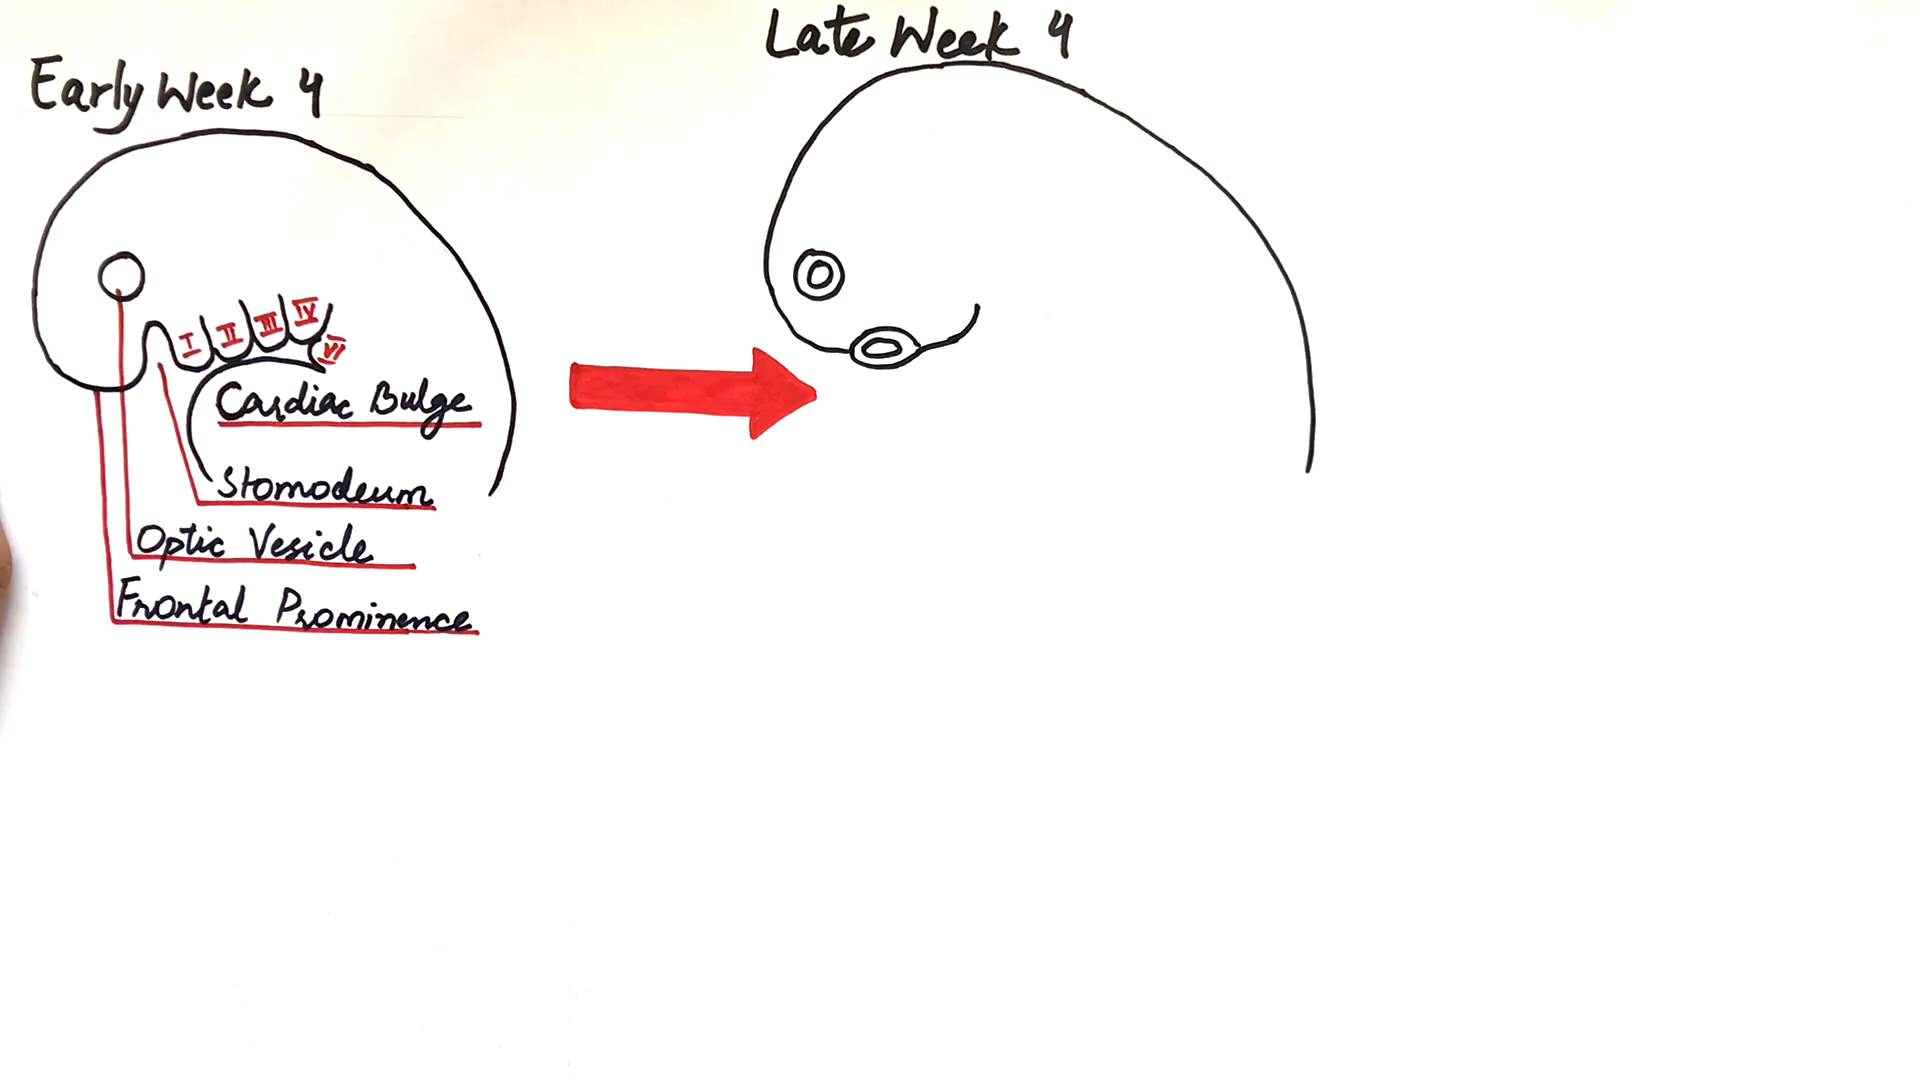 Late Week 4
Early Week 4
I II III IV
VI
Cardiac Bulge
Stomodeum
Optic Vesicle
Frontal Prominence